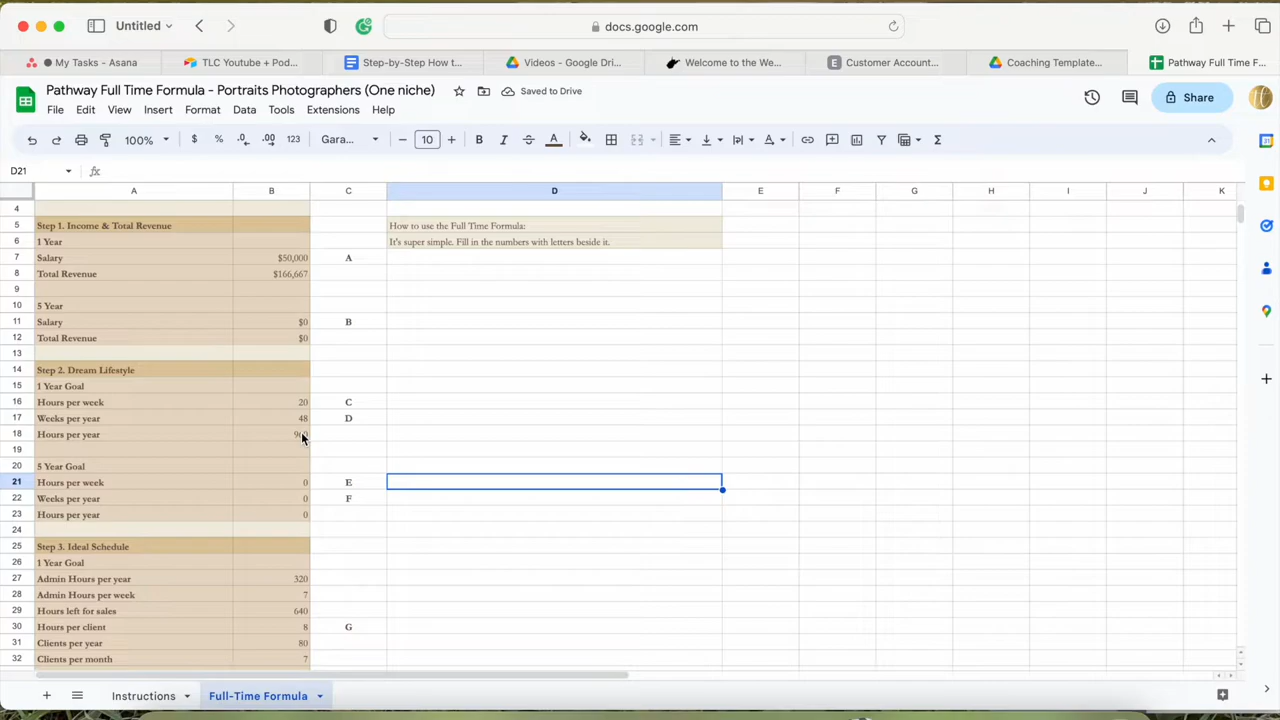 Untitled
docs.google.com
My Tasks - Asana
TLC Youtube + Pod...
Step-by-Step How t...
Videos - Google Dri...
Welcome to the We...
Customer Account...
Coaching Template...
Pathway Full Time F...
Pathway Full Time Formula - Portraits Photographers (One niche)
Saved to Drive
File Edit View Insert Format Data Tools Extensions Help
Share
100% $ % .0 .00 123 Gara... 10 B I A Σ
D21 fx
A B C D E F G H I J K
4
5 Step 1. Income & Total Revenue How to use the Full Time Formula:
6 1 Year It's super simple. Fill in the numbers with letters beside it.
7 Salary $50,000 A
8 Total Revenue $166,667
9
10 5 Year
11 Salary $0 B
12 Total Revenue $0
13
14 Step 2. Dream Lifestyle
15 1 Year Goal
16 Hours per week 20 C
17 Weeks per year 48 D
18 Hours per year
19
20 5 Year Goal
21 Hours per week 0 E
22 Weeks per year 0 F
23 Hours per year 0
24
25 Step 3. Ideal Schedule
26 1 Year Goal
27 Admin Hours per year 320
28 Admin Hours per week 7
29 Hours left for sales 640
30 Hours per client 8 G
31 Clients per year 80
32 Clients per month 7
Instructions Full-Time Formula